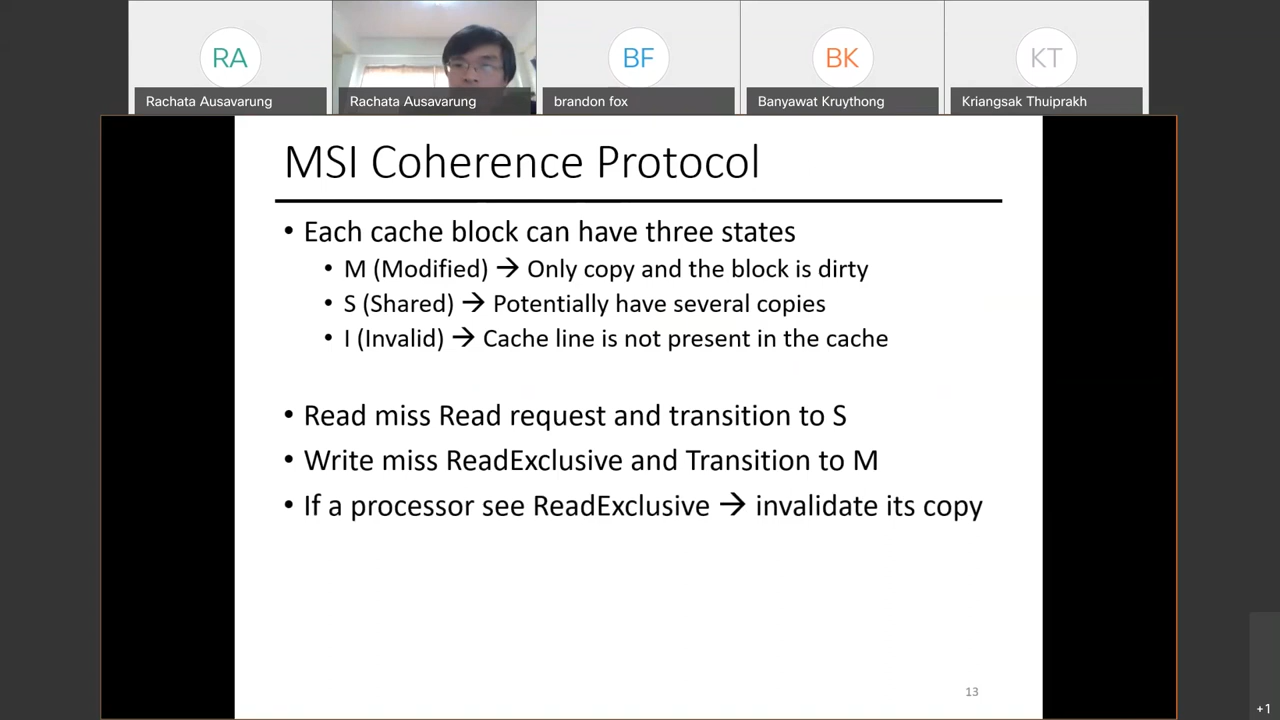 RA
BF
BK
KT
Rachata Ausavarung
Rachata Ausavarung
brandon fox
Banyawat Kruythong
Kriangsak Thuiprakh
MSI Coherence Protocol
• Each cache block can have three states
• M (Modified) → Only copy and the block is dirty
• S (Shared) → Potentially have several copies
• I (Invalid) → Cache line is not present in the cache
• Read miss Read request and transition to S
• Write miss ReadExclusive and Transition to M
• If a processor see ReadExclusive → invalidate its copy
13
+1